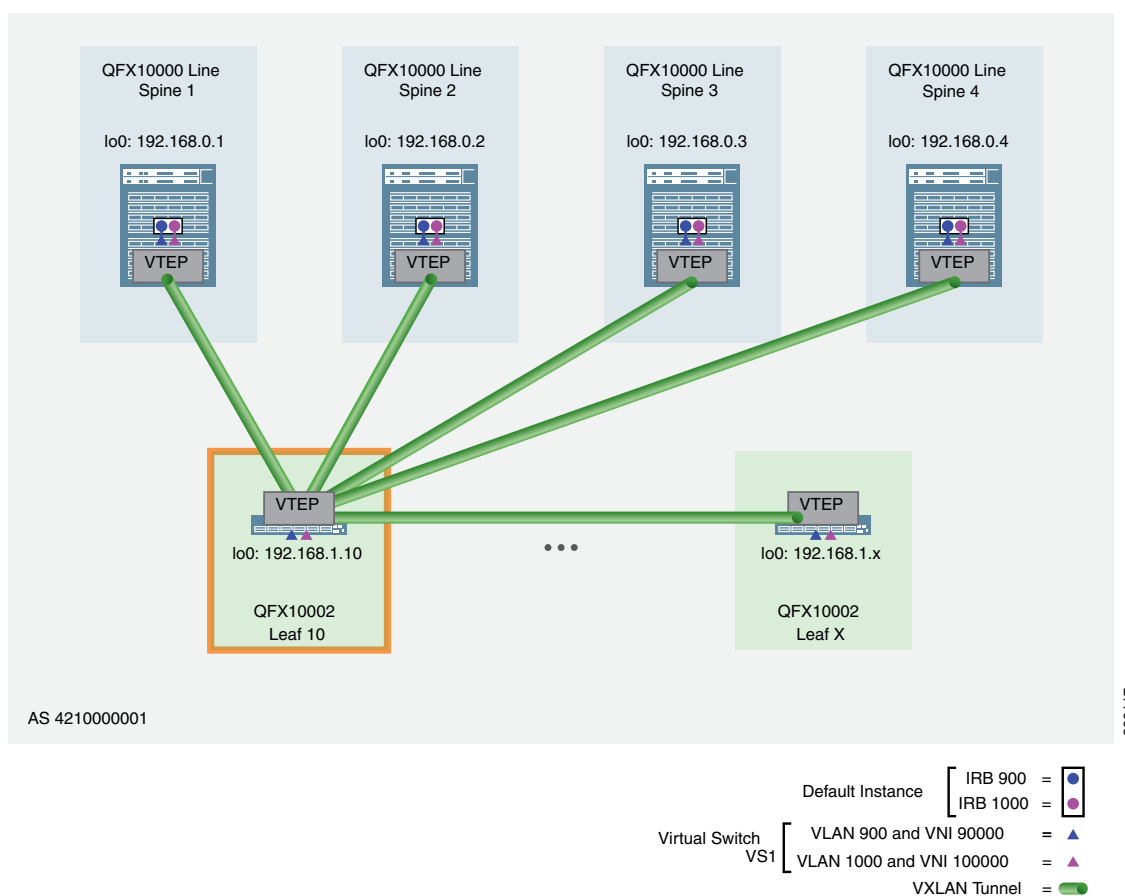 QFX10000 Line
Spine 1
lo0: 192.168.0.1
VTEP
QFX10000 Line
Spine 2
lo0: 192.168.0.2
VTEP
QFX10000 Line
Spine 3
lo0: 192.168.0.3
VTEP
QFX10000 Line
Spine 4
lo0: 192.168.0.4
VTEP
VTEP
lo0: 192.168.1.10
QFX10002
Leaf 10
VTEP
lo0: 192.168.1.x
QFX10002
Leaf X
AS 4210000001
Default Instance
IRB 900 =
IRB 1000 =
Virtual Switch
VS1
VLAN 900 and VNI 90000 =
VLAN 1000 and VNI 100000 =
VXLAN Tunnel =